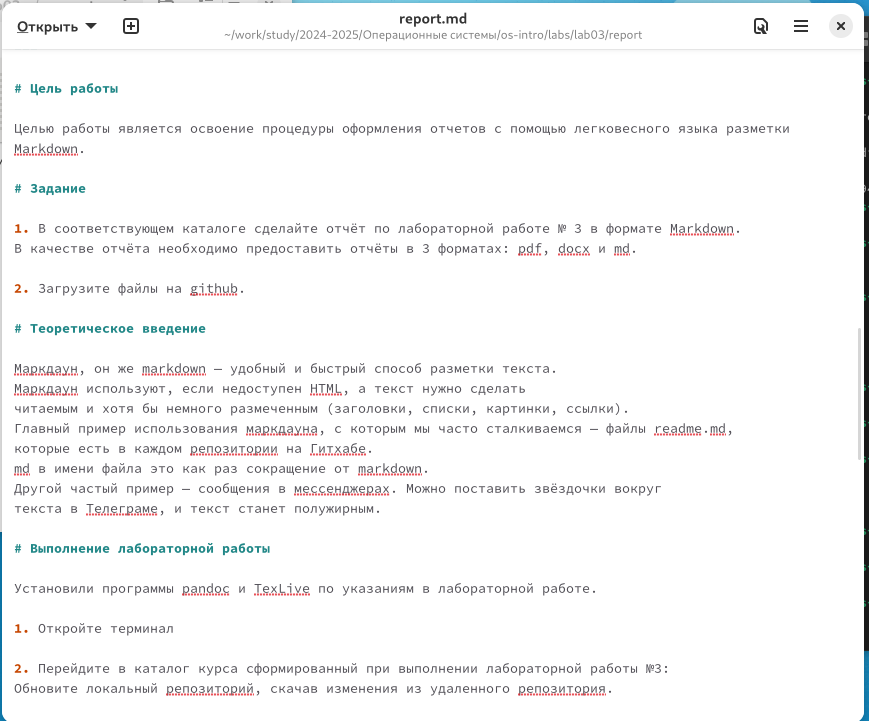 Открыть
report.md
~/work/study/2024-2025/Операционные системы/os-intro/labs/lab03/report
# Цель работы
Целью работы является освоение процедуры оформления отчетов с помощью легковесного языка разметки
Markdown.
# Задание
1. В соответствующем каталоге сделайте отчёт по лабораторной работе № 3 в формате Markdown.
В качестве отчёта необходимо предоставить отчёты в 3 форматах: pdf, docx и md.
2. Загрузите файлы на github.
# Теоретическое введение
Маркдаун, он же markdown — удобный и быстрый способ разметки текста.
Маркдаун используют, если недоступен HTML, а текст нужно сделать
читаемым и хотя бы немного размеченным (заголовки, списки, картинки, ссылки).
Главный пример использования маркдауна, с которым мы часто сталкиваемся — файлы readme.md,
которые есть в каждом репозитории на Гитхабе.
md в имени файла это как раз сокращение от markdown.
Другой частый пример — сообщения в мессенджерах. Можно поставить звёздочки вокруг
текста в Телеграме, и текст станет полужирным.
# Выполнение лабораторной работы
Установили программы pandoc и TexLive по указаниям в лабораторной работе.
1. Откройте терминал
2. Перейдите в каталог курса сформированный при выполнении лабораторной работы №3:
Обновите локальный репозиторий, скачав изменения из удаленного репозитория.